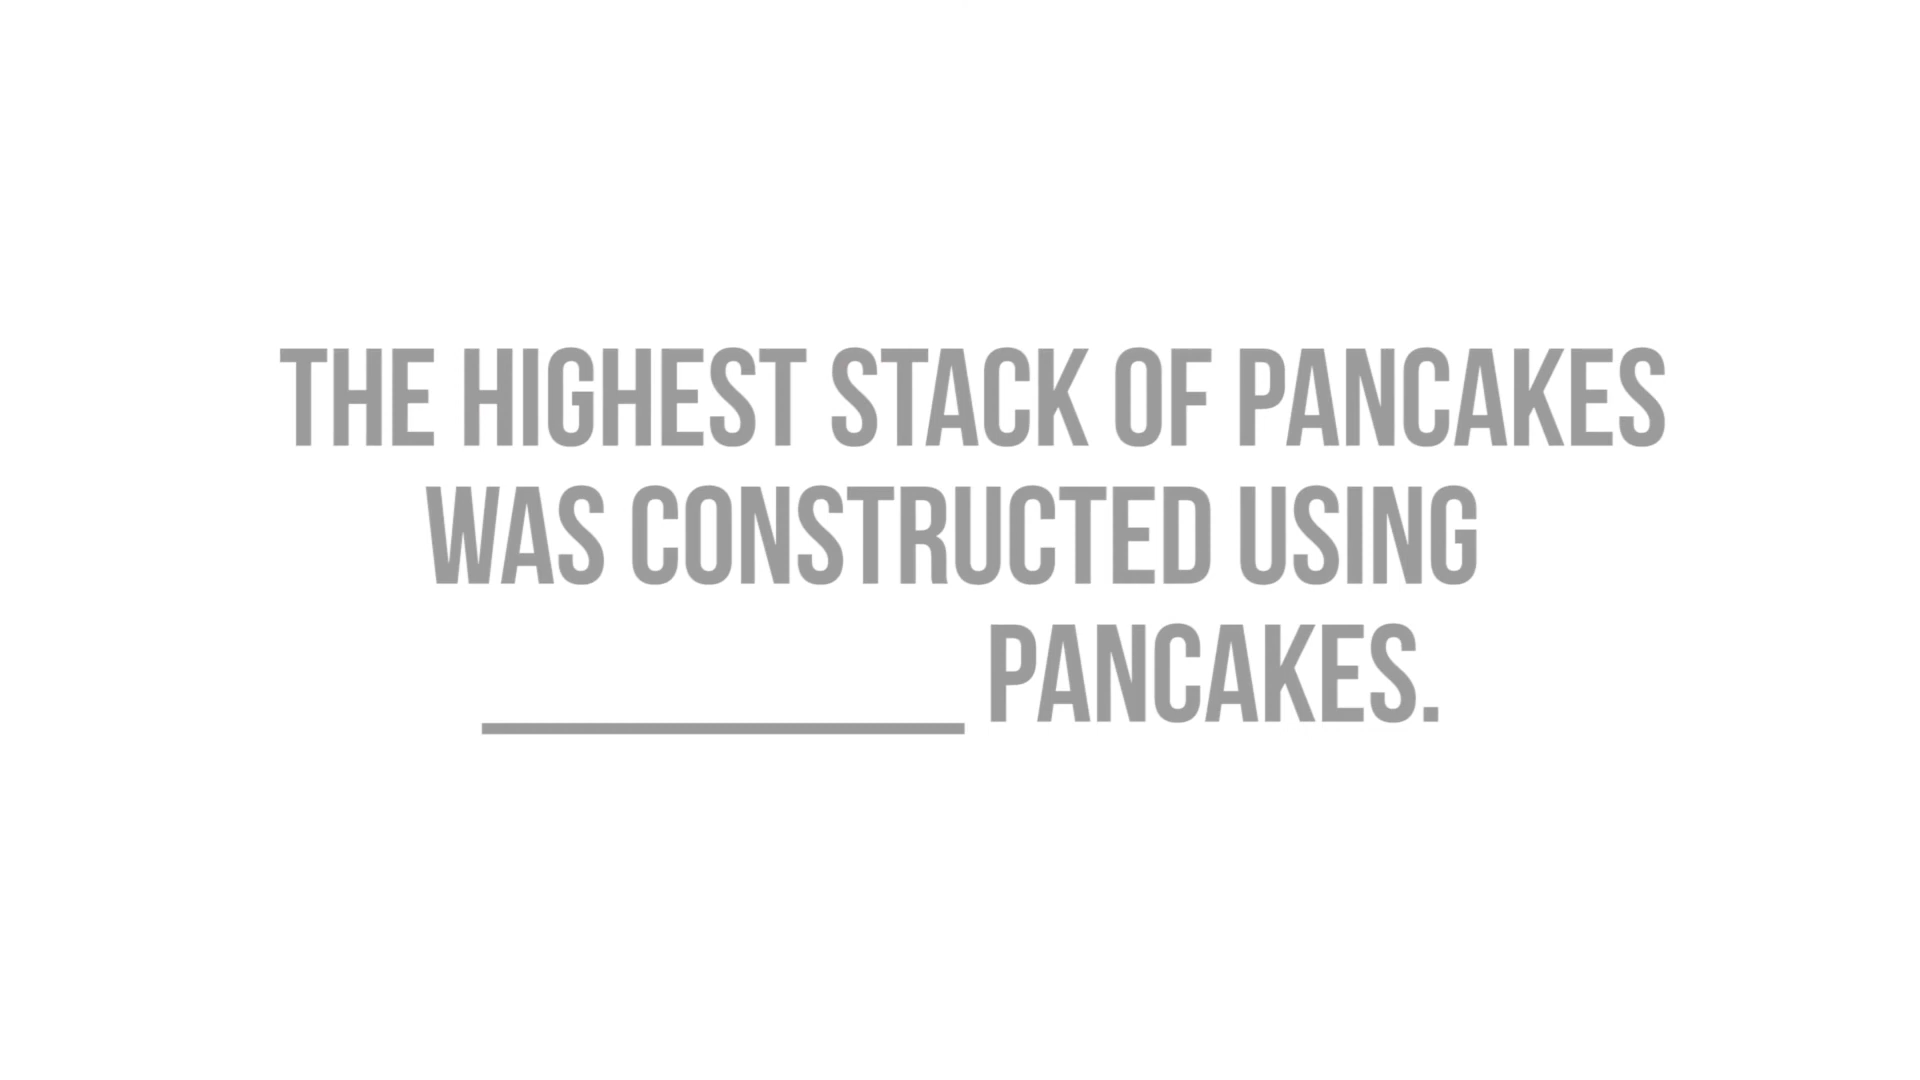 THE HIGHEST STACK OF PANCAKES
WAS CONSTRUCTED USING
__________ PANCAKES.